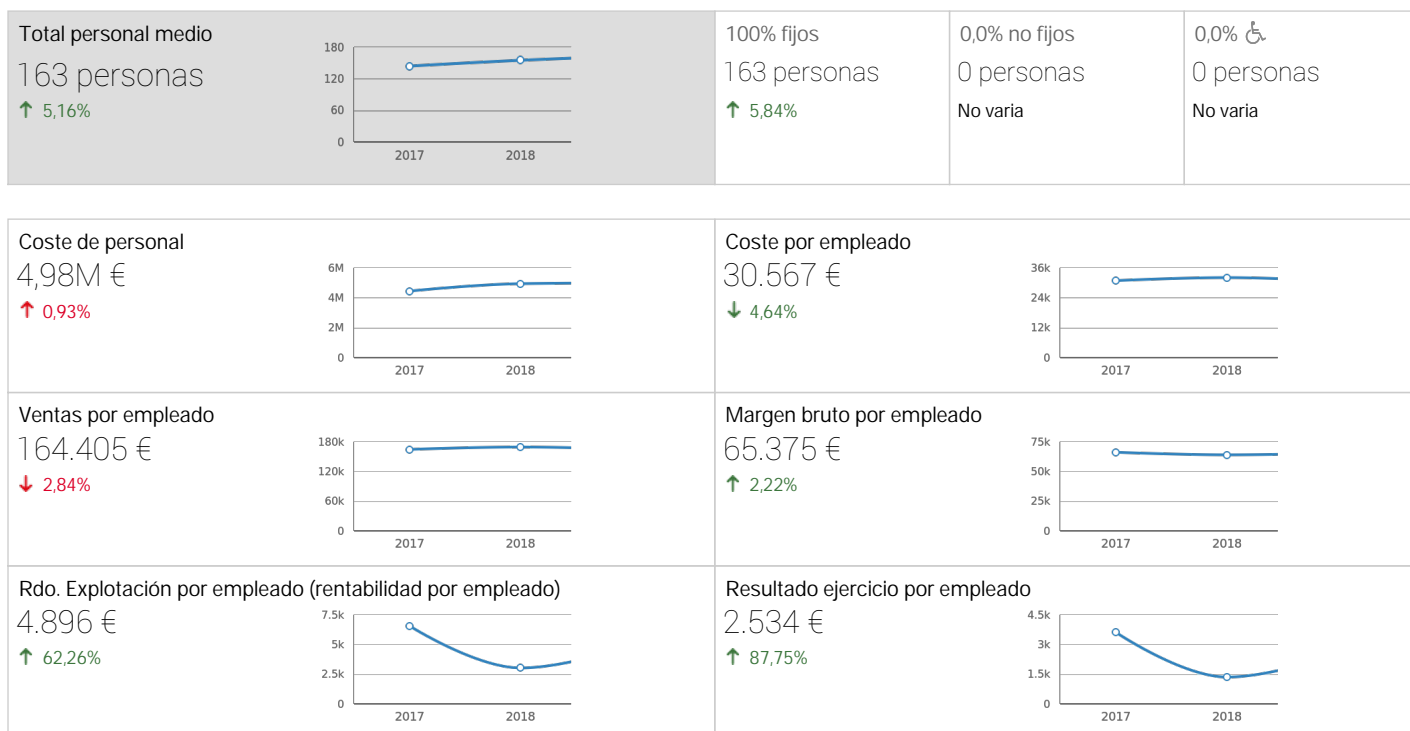 Total personal medio
163 personas
↑ 5,16%
180
120
60
0
2017 2018
100% fijos
163 personas
↑ 5,84%
0,0% no fijos
0 personas
No varia
0,0%
0 personas
No varia
Coste de personal
4,98M €
↑ 0,93%
6M
4M
2M
0
2017 2018
Coste por empleado
30.567 €
↓ 4,64%
36k
24k
12k
0
2017 2018
Ventas por empleado
164.405 €
↓ 2,84%
180k
120k
60k
0
2017 2018
Margen bruto por empleado
65.375 €
↑ 2,22%
75k
50k
25k
0
2017 2018
Rdo. Explotación por empleado (rentabilidad por empleado)
4.896 €
↑ 62,26%
7.5k
5k
2.5k
0
2017 2018
Resultado ejercicio por empleado
2.534 €
↑ 87,75%
4.5k
3k
1.5k
0
2017 2018